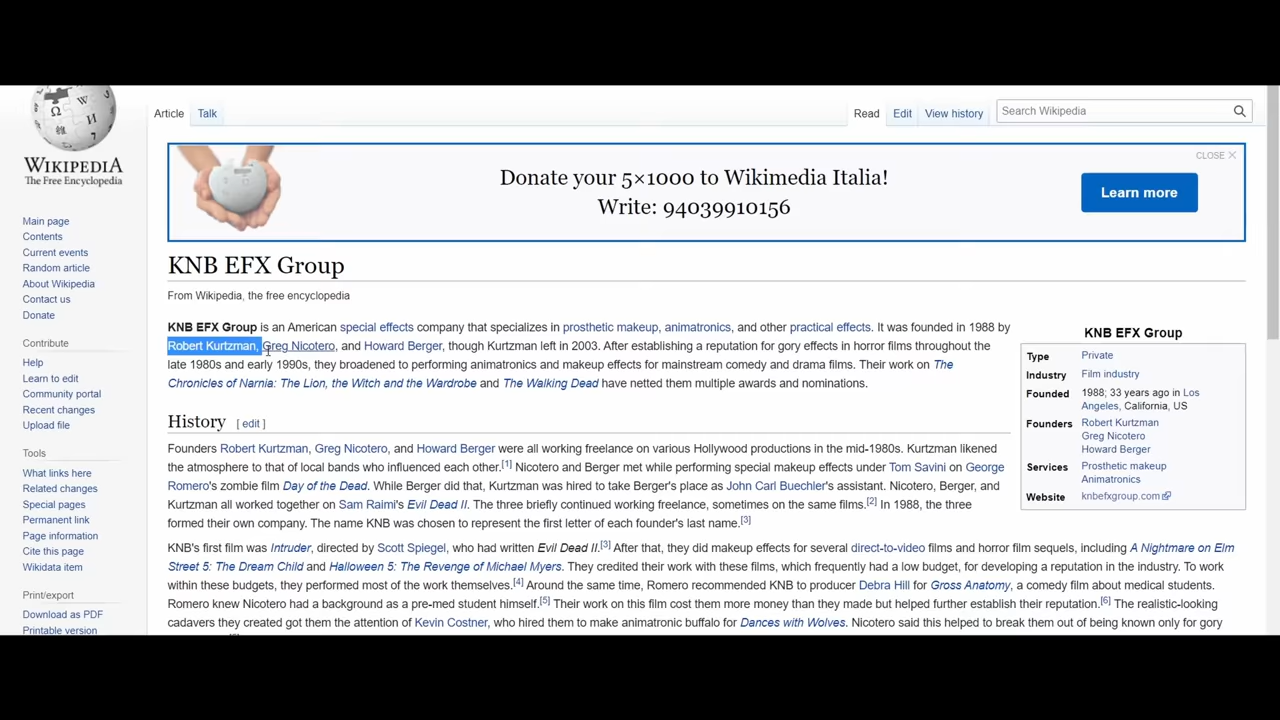 Article
Talk
Read
Edit
View history
Search Wikipedia
WIKIPEDIA
The Free Encyclopedia
Main page
Contents
Current events
Random article
About Wikipedia
Contact us
Donate
Contribute
Help
Learn to edit
Community portal
Recent changes
Upload file
Tools
What links here
Related changes
Special pages
Permanent link
Page information
Cite this page
Wikidata item
Print/export
Download as PDF
Printable version
CLOSE X
Donate your 5×1000 to Wikimedia Italia!
Write: 94039910156
Learn more
KNB EFX Group
From Wikipedia, the free encyclopedia
KNB EFX Group is an American special effects company that specializes in prosthetic makeup, animatronics, and other practical effects. It was founded in 1988 by
Robert Kurtzman, Greg Nicotero, and Howard Berger, though Kurtzman left in 2003. After establishing a reputation for gory effects in horror films throughout the
late 1980s and early 1990s, they broadened to performing animatronics and makeup effects for mainstream comedy and drama films. Their work on The
Chronicles of Narnia: The Lion, the Witch and the Wardrobe and The Walking Dead have netted them multiple awards and nominations.
KNB EFX Group
Type Private
Industry Film industry
Founded 1988; 33 years ago in Los
Angeles, California, US
Founders Robert Kurtzman
Greg Nicotero
Howard Berger
Services Prosthetic makeup
Animatronics
Website knbefxgroup.com
History [ edit ]
Founders Robert Kurtzman, Greg Nicotero, and Howard Berger were all working freelance on various Hollywood productions in the mid-1980s. Kurtzman likened
the atmosphere to that of local bands who influenced each other.[1] Nicotero and Berger met while performing special makeup effects under Tom Savini on George
Romero's zombie film Day of the Dead. While Berger did that, Kurtzman was hired to take Berger's place as John Carl Buechler's assistant. Nicotero, Berger, and
Kurtzman all worked together on Sam Raimi's Evil Dead II. The three briefly continued working freelance, sometimes on the same films.[2] In 1988, the three
formed their own company. The name KNB was chosen to represent the first letter of each founder's last name.[3]
KNB's first film was Intruder, directed by Scott Spiegel, who had written Evil Dead II.[3] After that, they did makeup effects for several direct-to-video films and horror film sequels, including A Nightmare on Elm
Street 5: The Dream Child and Halloween 5: The Revenge of Michael Myers. They credited their work with these films, which frequently had a low budget, for developing a reputation in the industry. To work
within these budgets, they performed most of the work themselves.[4] Around the same time, Romero recommended KNB to producer Debra Hill for Gross Anatomy, a comedy film about medical students.
Romero knew Nicotero had a background as a pre-med student himself.[5] Their work on this film cost them more money than they made but helped further establish their reputation.[6] The realistic-looking
cadavers they created got them the attention of Kevin Costner, who hired them to make animatronic buffalo for Dances with Wolves. Nicotero said this helped to break them out of being known only for gory